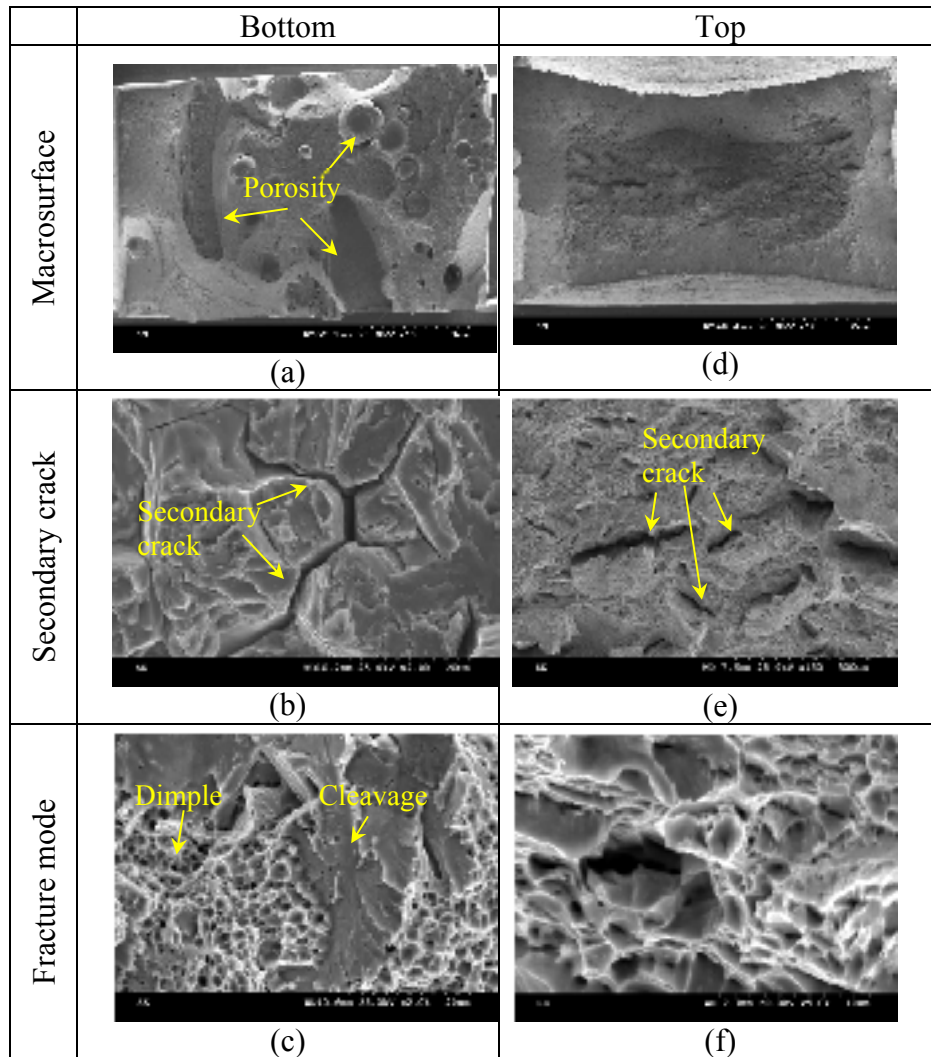 Bottom
Top
Macrosurface
Porosity
(a)
(d)
Secondary crack
Secondary
crack
Secondary
crack
(b)
(e)
Fracture mode
Dimple
Cleavage
(c)
(f)